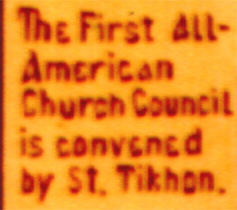 The First All-
American
Church Council
is convened
by St. Tikhon.